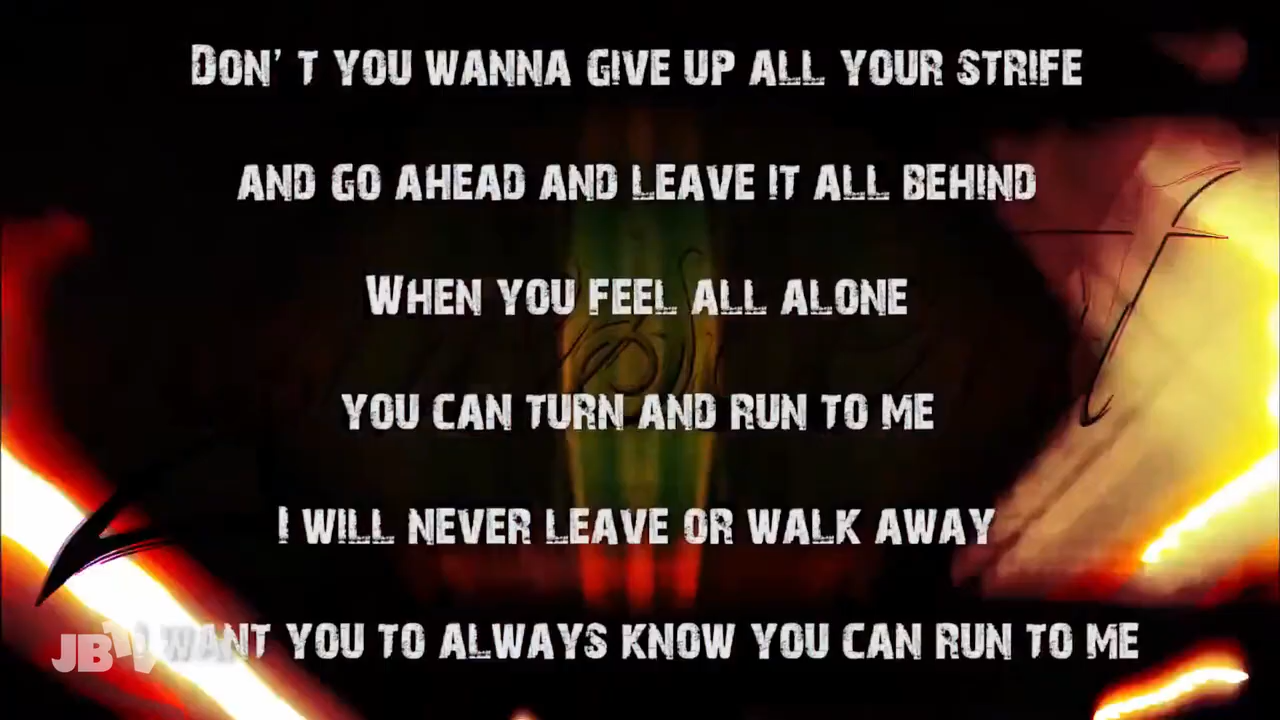 Don't you wanna give up all your strife
and go ahead and leave it all behind
When you feel all alone
you can turn and run to me
I will never leave or walk away
I want you to always know you can run to me
JBTV